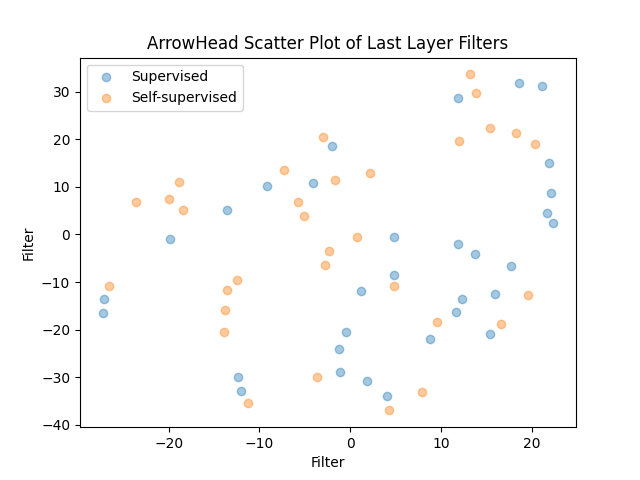 ArrowHead Scatter Plot of Last Layer Filters
Supervised
Self-supervised
30
20
10
0
−10
−20
−30
−40
Filter
−20
−10
0
10
20
Filter